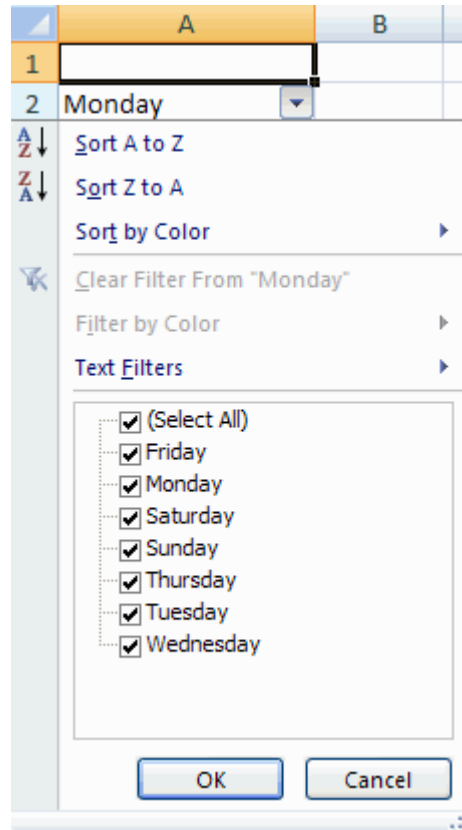 A B
1
2 Monday
Sort A to Z
Sort Z to A
Sort by Color
Clear Filter From "Monday"
Filter by Color
Text Filters
(Select All)
Friday
Monday
Saturday
Sunday
Thursday
Tuesday
Wednesday
OK Cancel